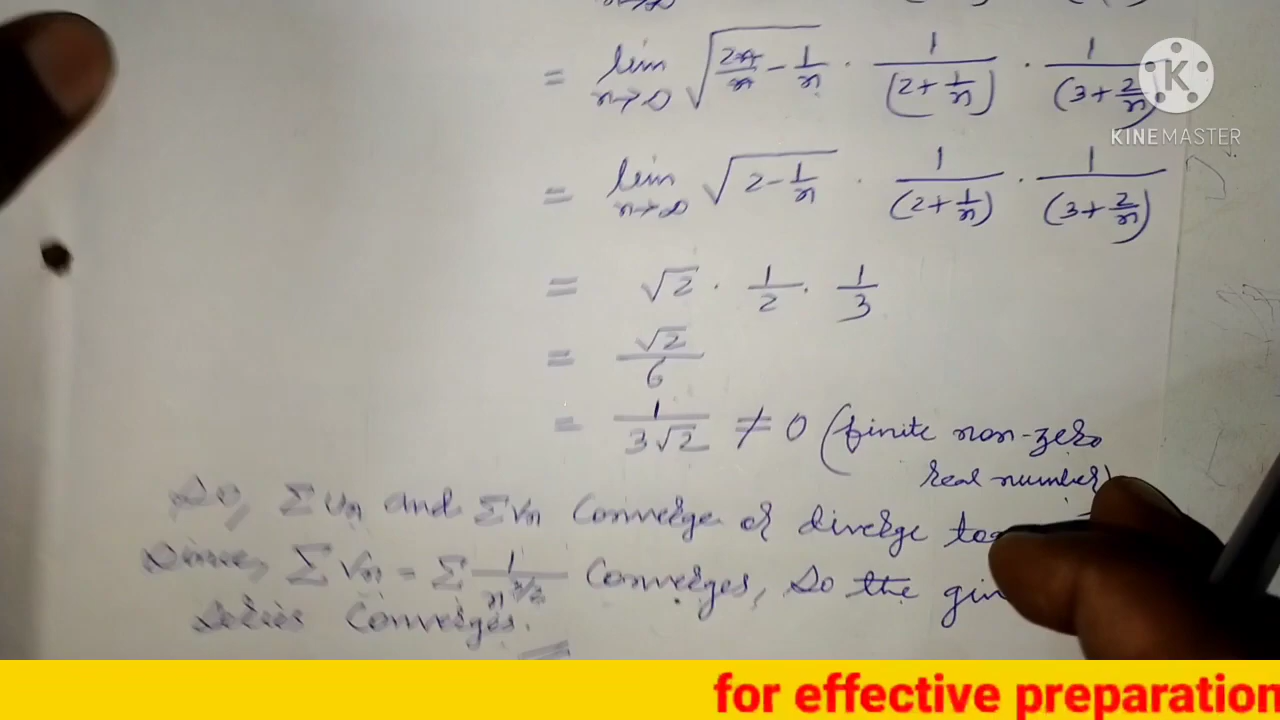 = lim n→∞ √(2n/n - 1/n) · 1/(2+1/n) · 1/(3+2/n)
KINEMASTER
= lim n→∞ √(2 - 1/n) · 1/(2+1/n) · 1/(3+2/n)
= √2 · 1/2 · 1/3
= √2/6
= 1/3√2 ≠ 0 (finite non-zero
real number)
So, Σ un and Σ vn Converge or diverge
Since, Σ vn = Σ 1/n^3/2 Converges, So the
Series Converges.
for effective preparation